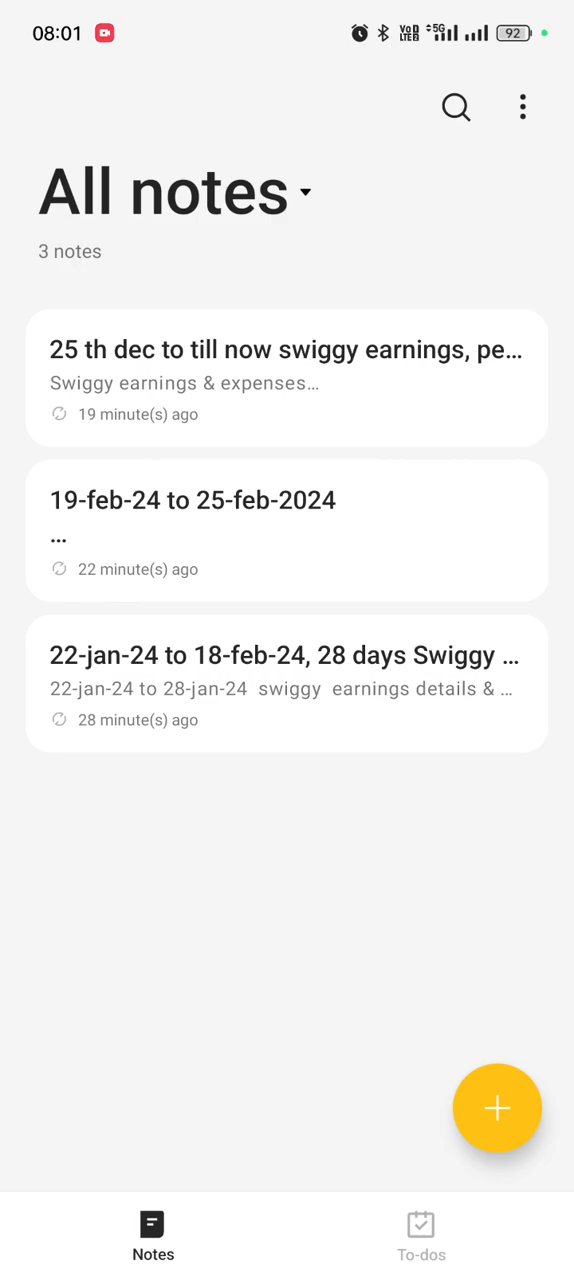 08:01
VoD LTEB 5G 92
All notes
3 notes
25 th dec to till now swiggy earnings, pe...
Swiggy earnings & expenses...
19 minute(s) ago
19-feb-24 to 25-feb-2024
...
22 minute(s) ago
22-jan-24 to 18-feb-24, 28 days Swiggy ...
22-jan-24 to 28-jan-24 swiggy earnings details & ...
28 minute(s) ago
Notes
To-dos